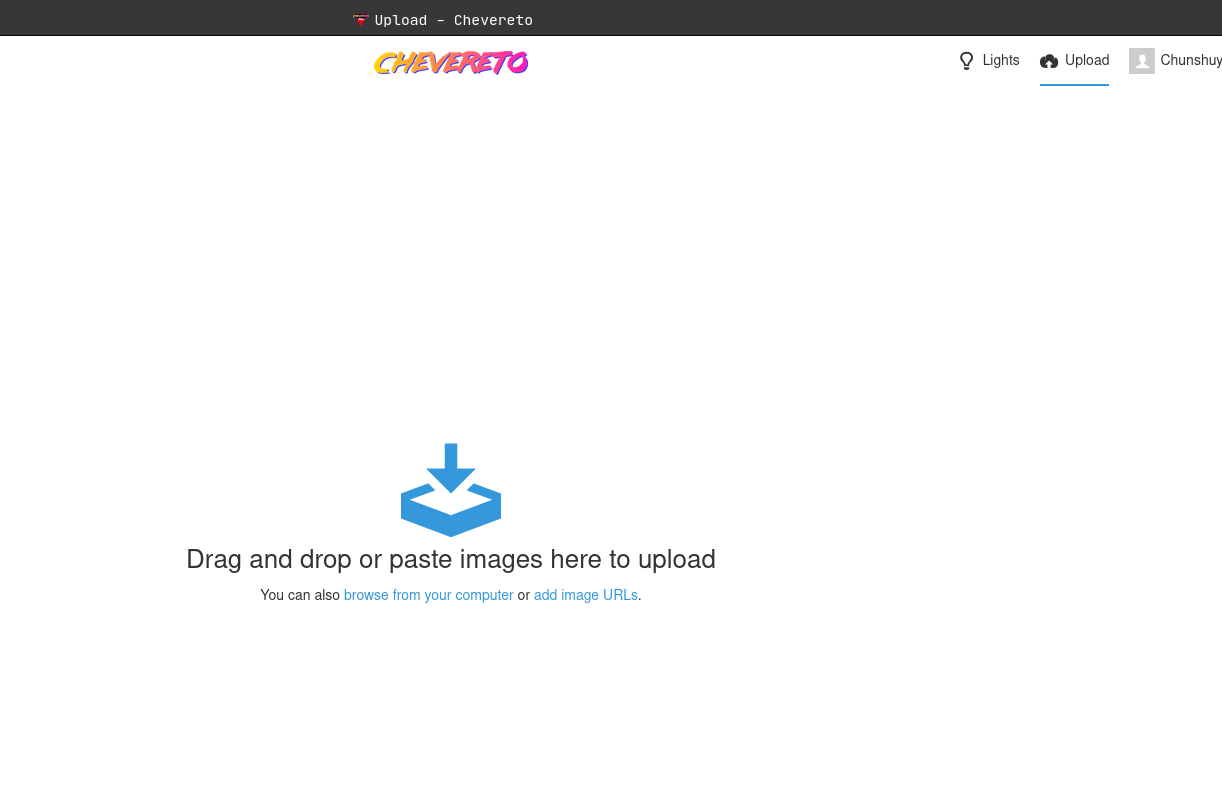 Upload - Chevereto
CHEVERETO
Lights
Upload
Chunshuy
Drag and drop or paste images here to upload
You can also browse from your computer or add image URLs.